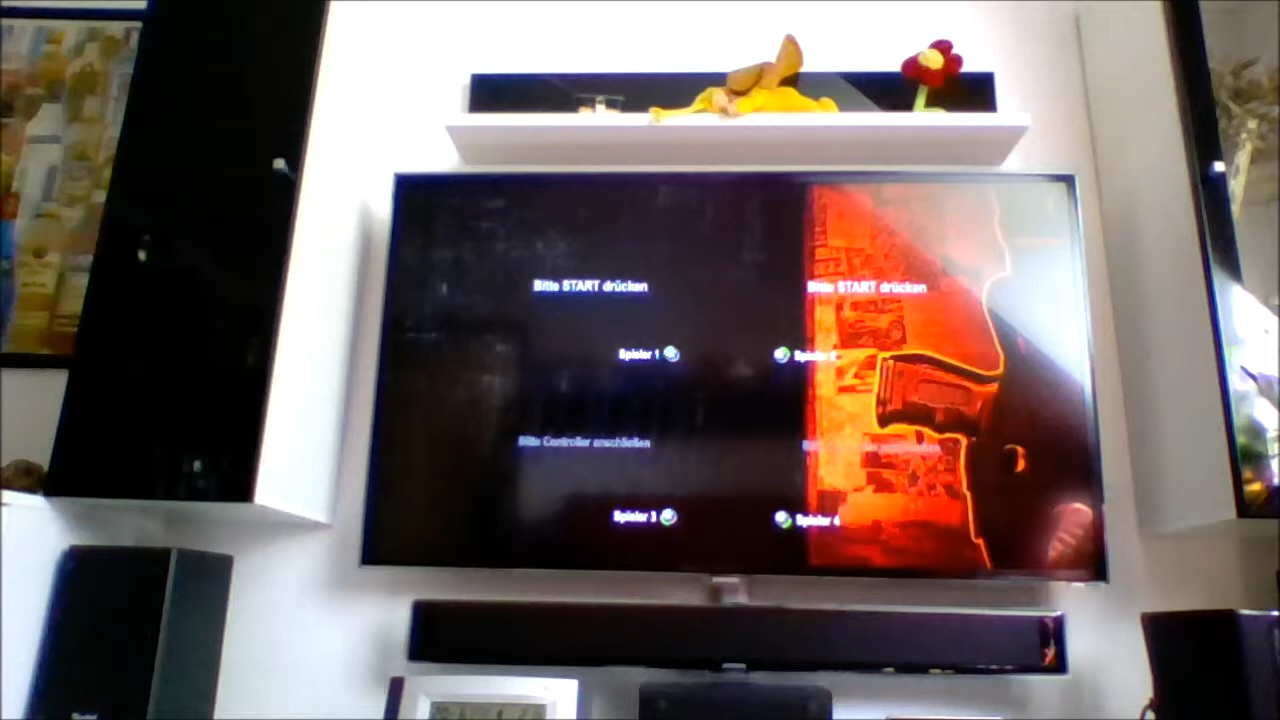 Bitte START drücken
Bitte START drücken
Spieler 1
Spieler 2
Bitte Controller anschließen
Spieler 3
Spieler 4